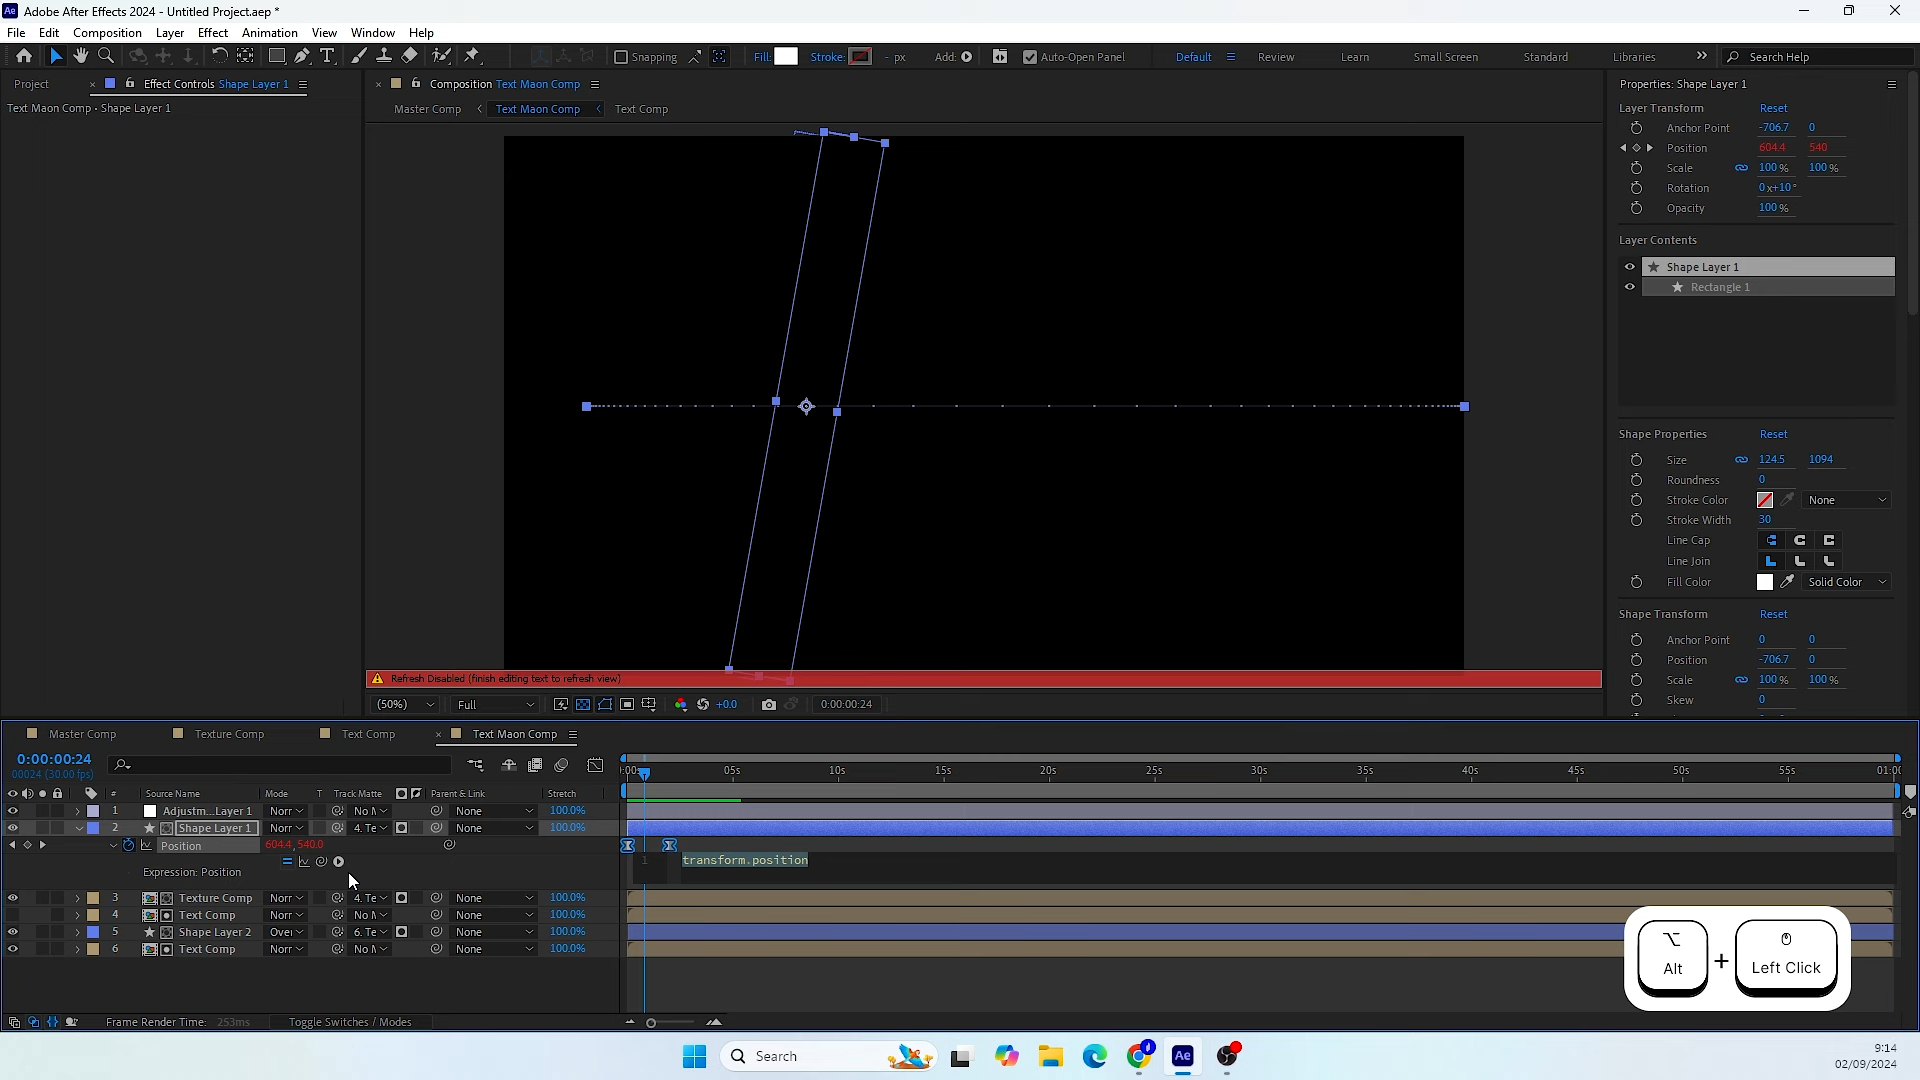 Adobe After Effects 2024 - Untitled Project.aep *
File Edit Composition Layer Effect Animation View Window Help
Snapping Fill: Stroke: - px Add: Auto-Open Panel Default Review Learn Small Screen Standard Libraries Search Help
Project Effect Controls Shape Layer 1 Composition Text Maon Comp Properties: Shape Layer 1
Text Maon Comp • Shape Layer 1 Master Comp Text Maon Comp Text Comp
Layer Transform Reset
Anchor Point -706.7 0
Position 604.4 540
Scale 100 % 100 %
Rotation 0 x+10 °
Opacity 100 %
Layer Contents
Shape Layer 1
Rectangle 1
Shape Properties Reset
Size 124.5 1094
Roundness 0
Stroke Color None
Stroke Width 30
Line Cap
Line Join
Fill Color Solid Color
Shape Transform Reset
Anchor Point 0 0
Position -706.7 0
Scale 100 % 100 %
Skew 0
Refresh Disabled (finish editing text to refresh view)
(50%) Full +0.0 0:00:00:24
Master Comp Texture Comp Text Comp Text Maon Comp
0:00:00:24
00024 (30.00 fps)
:00s 05s 10s 15s 20s 25s 30s 35s 40s 45s 50s 55s 01:00
# Source Name Mode T Track Matte Parent & Link Stretch
1 Adjustm...Layer 1 Norr No M None 100.0%
2 Shape Layer 1 Norr 4. Te None 100.0%
Position 604.4,540.0
1 transform.position
Expression: Position
3 Texture Comp Norr 4. Te None 100.0%
4 Text Comp Norr No M None 100.0%
5 Shape Layer 2 Over 6. Te None 100.0%
6 Text Comp Norr No M None 100.0%
Alt + Left Click
Frame Render Time: 253ms Toggle Switches / Modes
Search
Ae
9:14
02/09/2024